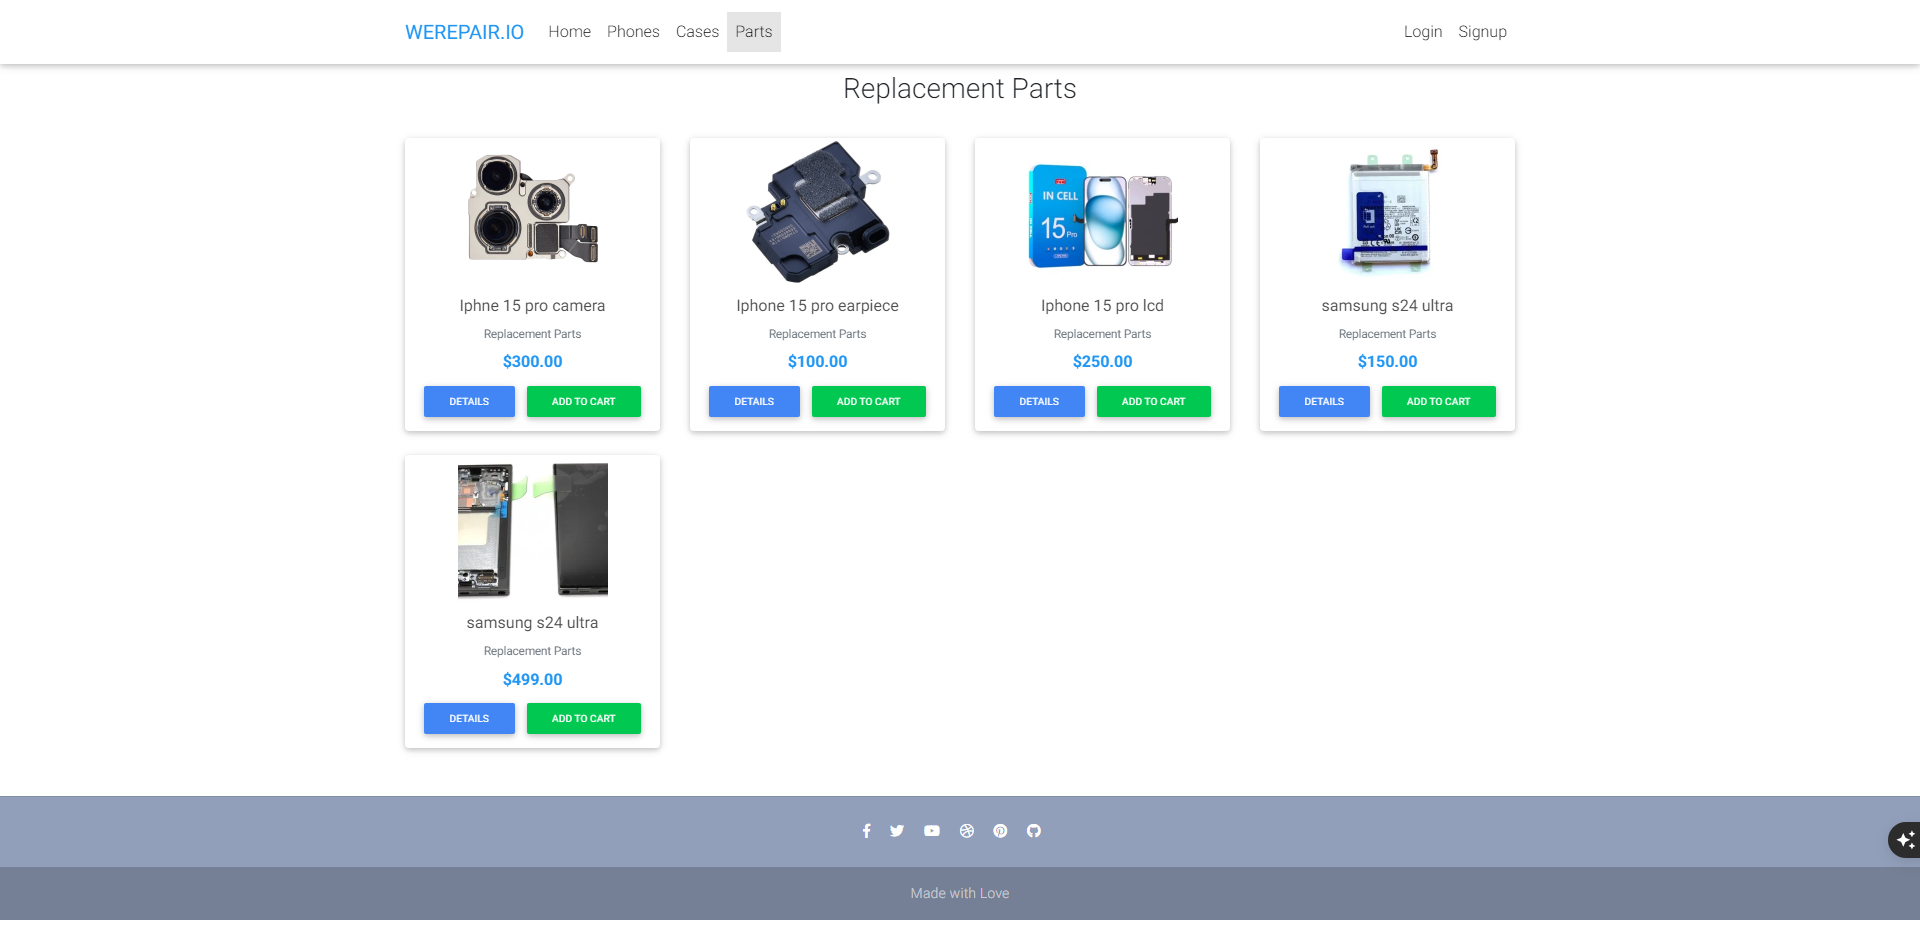 WEREPAIR.IO Home Phones Cases Parts Login Signup
Replacement Parts
IN CELL
15 Pro
Iphne 15 pro camera
Replacement Parts
$300.00
DETAILS ADD TO CART
Iphone 15 pro earpiece
Replacement Parts
$100.00
DETAILS ADD TO CART
Iphone 15 pro lcd
Replacement Parts
$250.00
DETAILS ADD TO CART
samsung s24 ultra
Replacement Parts
$150.00
DETAILS ADD TO CART
samsung s24 ultra
Replacement Parts
$499.00
DETAILS ADD TO CART
Made with Love